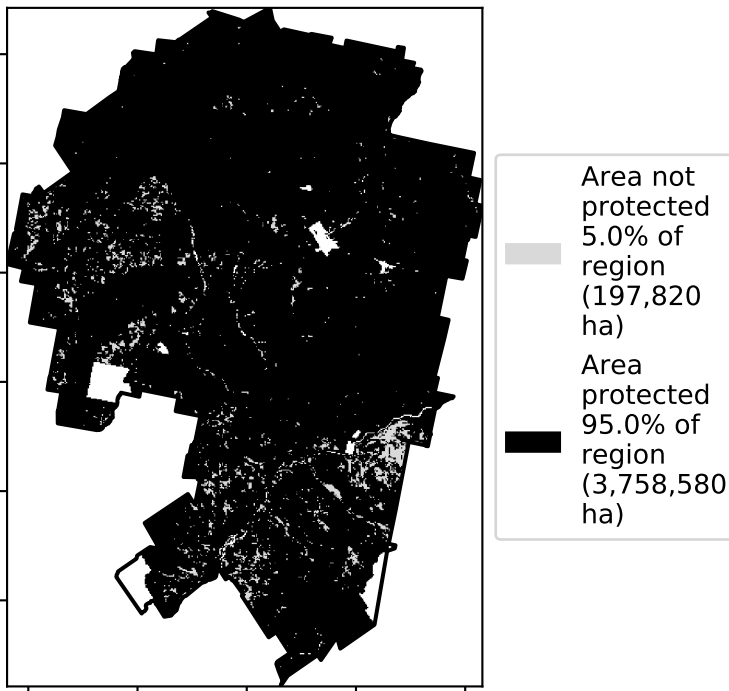 Area not
protected
5.0% of
region
(197,820
ha)
Area
protected
95.0% of
region
(3,758,580
ha)